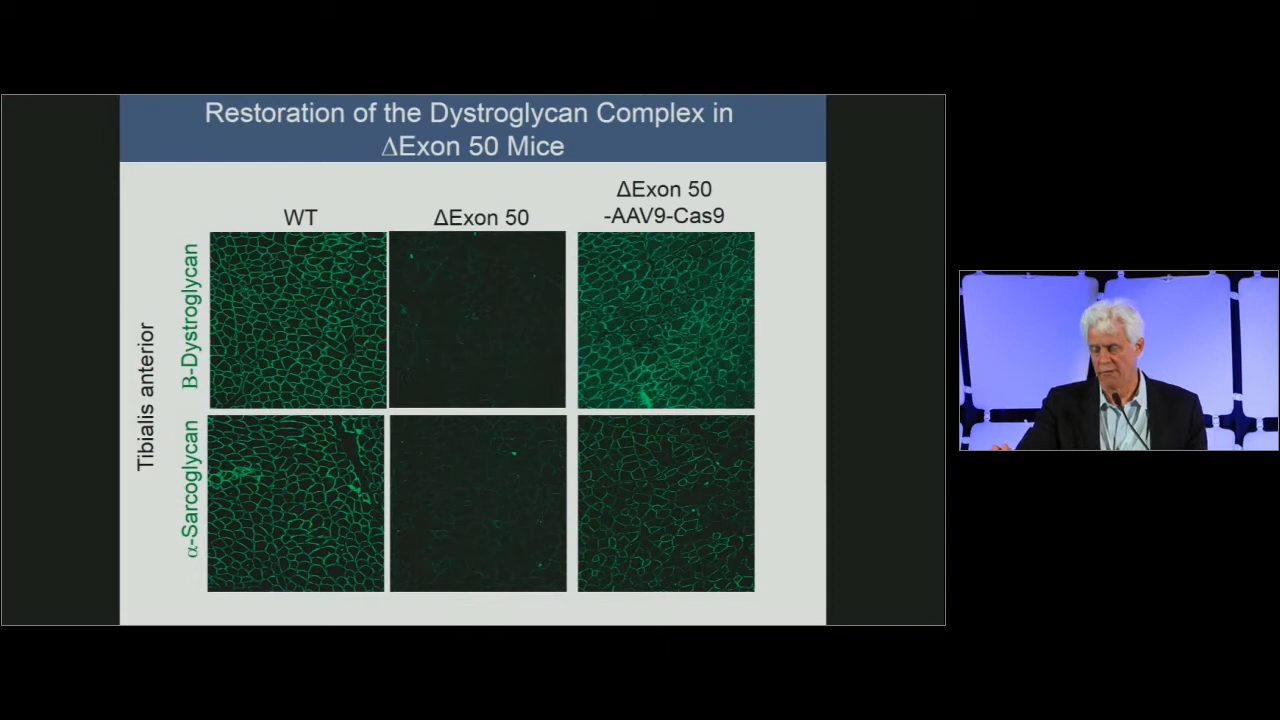 Restoration of the Dystroglycan Complex in
ΔExon 50 Mice
WT
ΔExon 50
ΔExon 50
-AAV9-Cas9
Tibialis anterior
B-Dystroglycan
α-Sarcoglycan